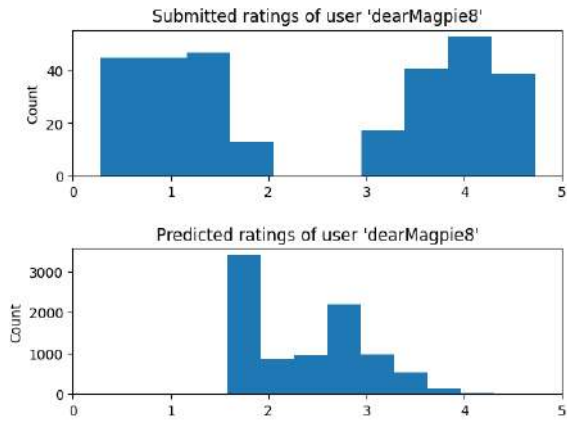 Submitted ratings of user 'dearMagpie8'
Count
40
20
0
0 1 2 3 4 5
Predicted ratings of user 'dearMagpie8'
Count
3000
2000
1000
0
0 1 2 3 4 5